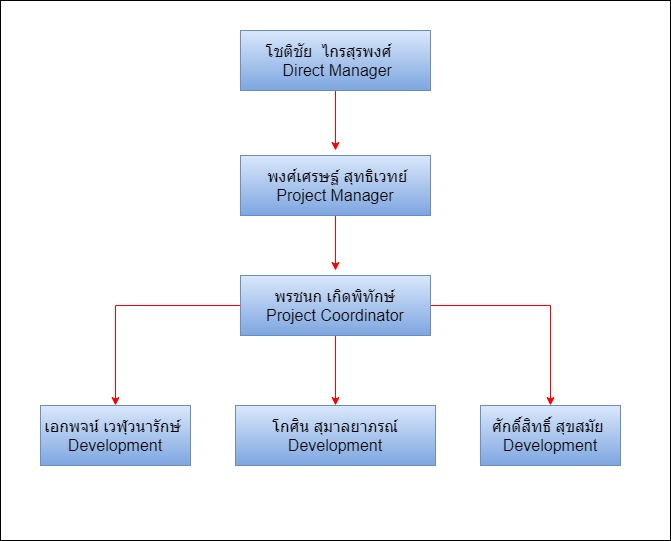 โชติชัย ไกรสุรพงศ์
Direct Manager
พงศ์เศรษฐ์ สุทธิเวทย์
Project Manager
พรชนก เกิดพิทักษ์
Project Coordinator
เอกพจน์ เวฬุวนารักษ์
Development
โกศิน สุมาลยาภรณ์
Development
ศักดิ์สิทธิ์ สุขสมัย
Development